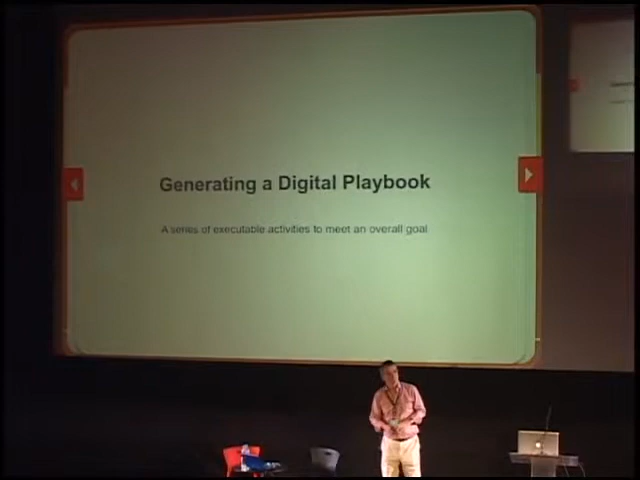 Generating a Digital Playbook
A series of executable activities to meet an overall goal